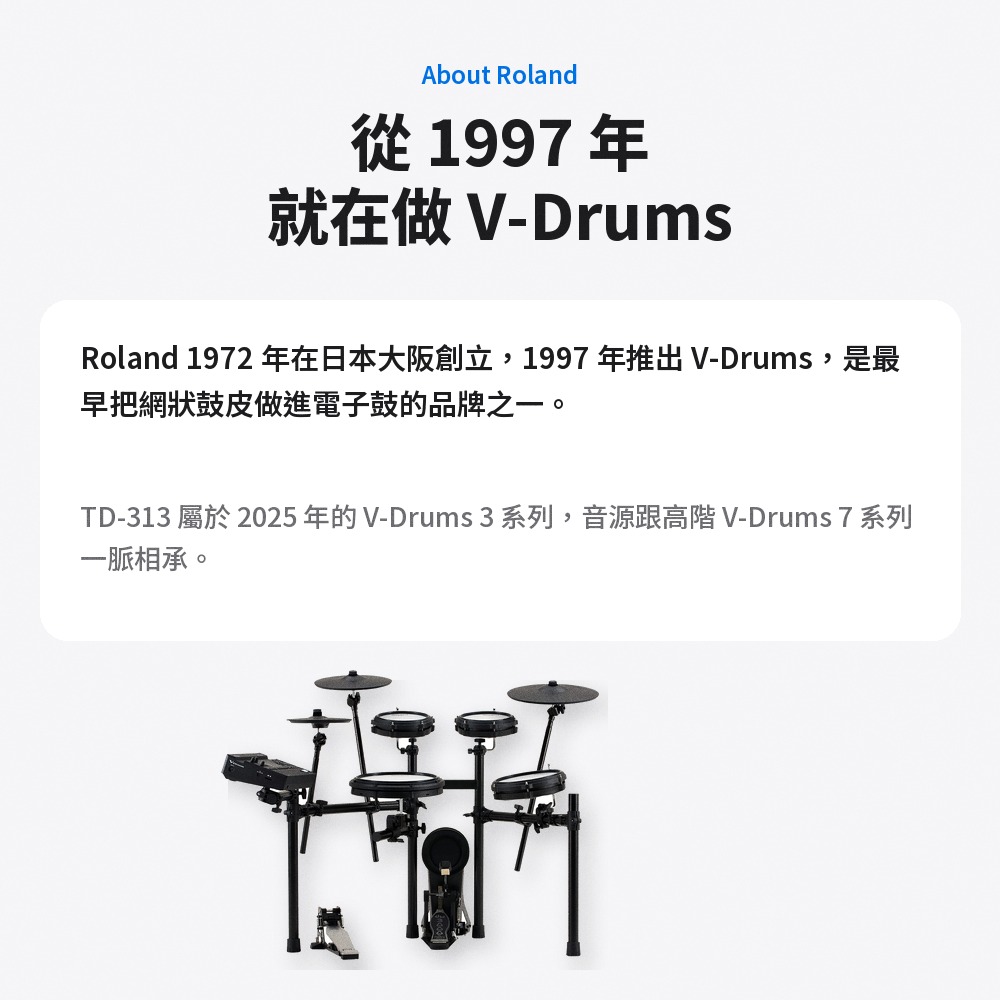 About Roland
從 1997 年
就在做 V-Drums
Roland 1972 年在日本大阪創立，1997 年推出 V-Drums，是最
早把網狀鼓皮做進電子鼓的品牌之一。
TD-313 屬於 2025 年的 V-Drums 3 系列，音源跟高階 V-Drums 7 系列
一脈相承。